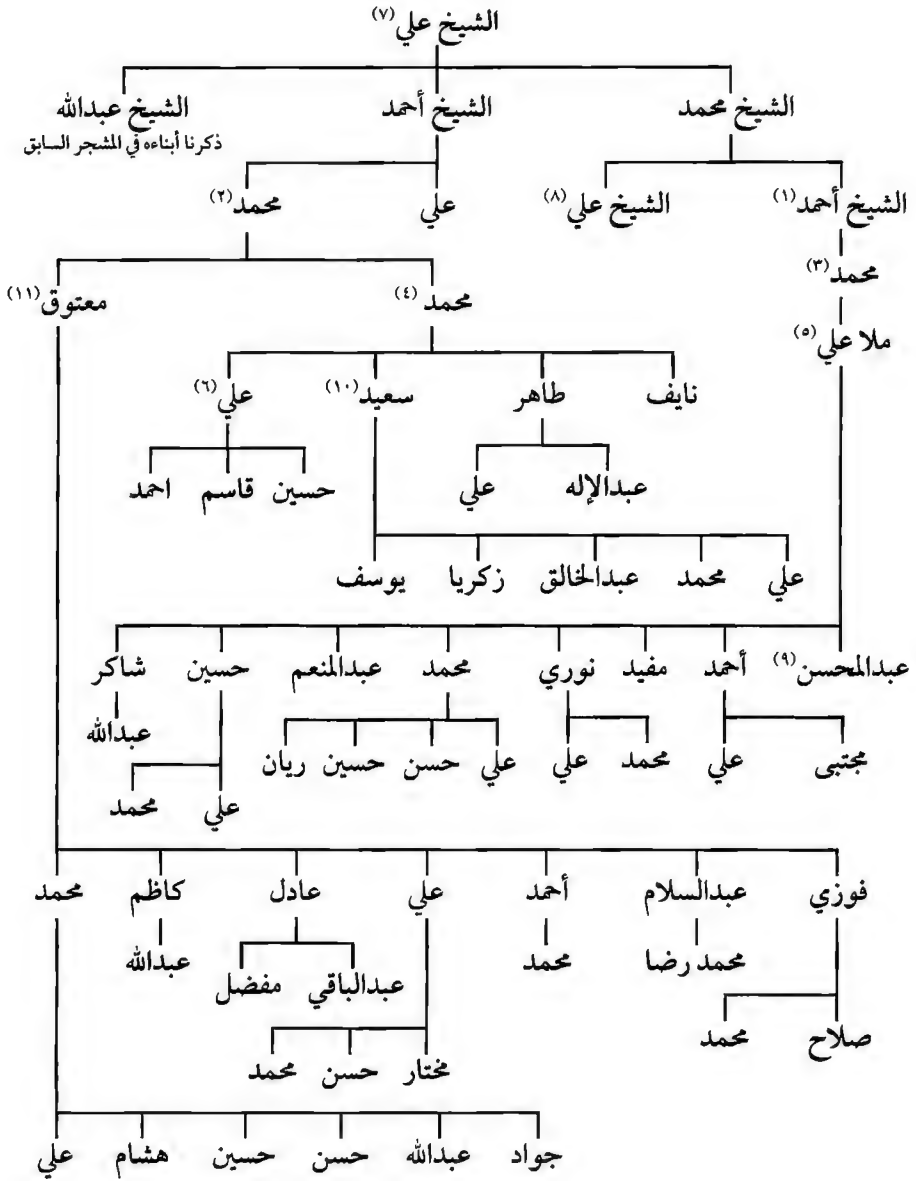 الشيخ علي (٧)
الشيخ محمد الشيخ أحمد الشيخ عبدالله
ذكرنا أبناءه في المشجر السابق
الشيخ أحمد (١) الشيخ علي (٨) علي محمد (٢)
محمد (٣)
محمد (٤) معتوق (١١)
ملا علي (٥)
نايف طاهر سعيد (١٠) علي (٦)
عبدالإله علي حسين قاسم احمد
علي محمد عبدالخالق زكريا يوسف
عبدالمحسن (٩) أحمد مفيد نوري محمد عبدالمنعم حسين شاكر
عبدالله
مجتبى علي محمد علي علي حسن حسين ريان
علي محمد
فوزي عبدالسلام أحمد علي عادل كاظم محمد
محمد رضا محمد عبدالباقي مفضل عبدالله
صلاح محمد مختار حسن محمد
جواد عبدالله حسن حسين هشام علي